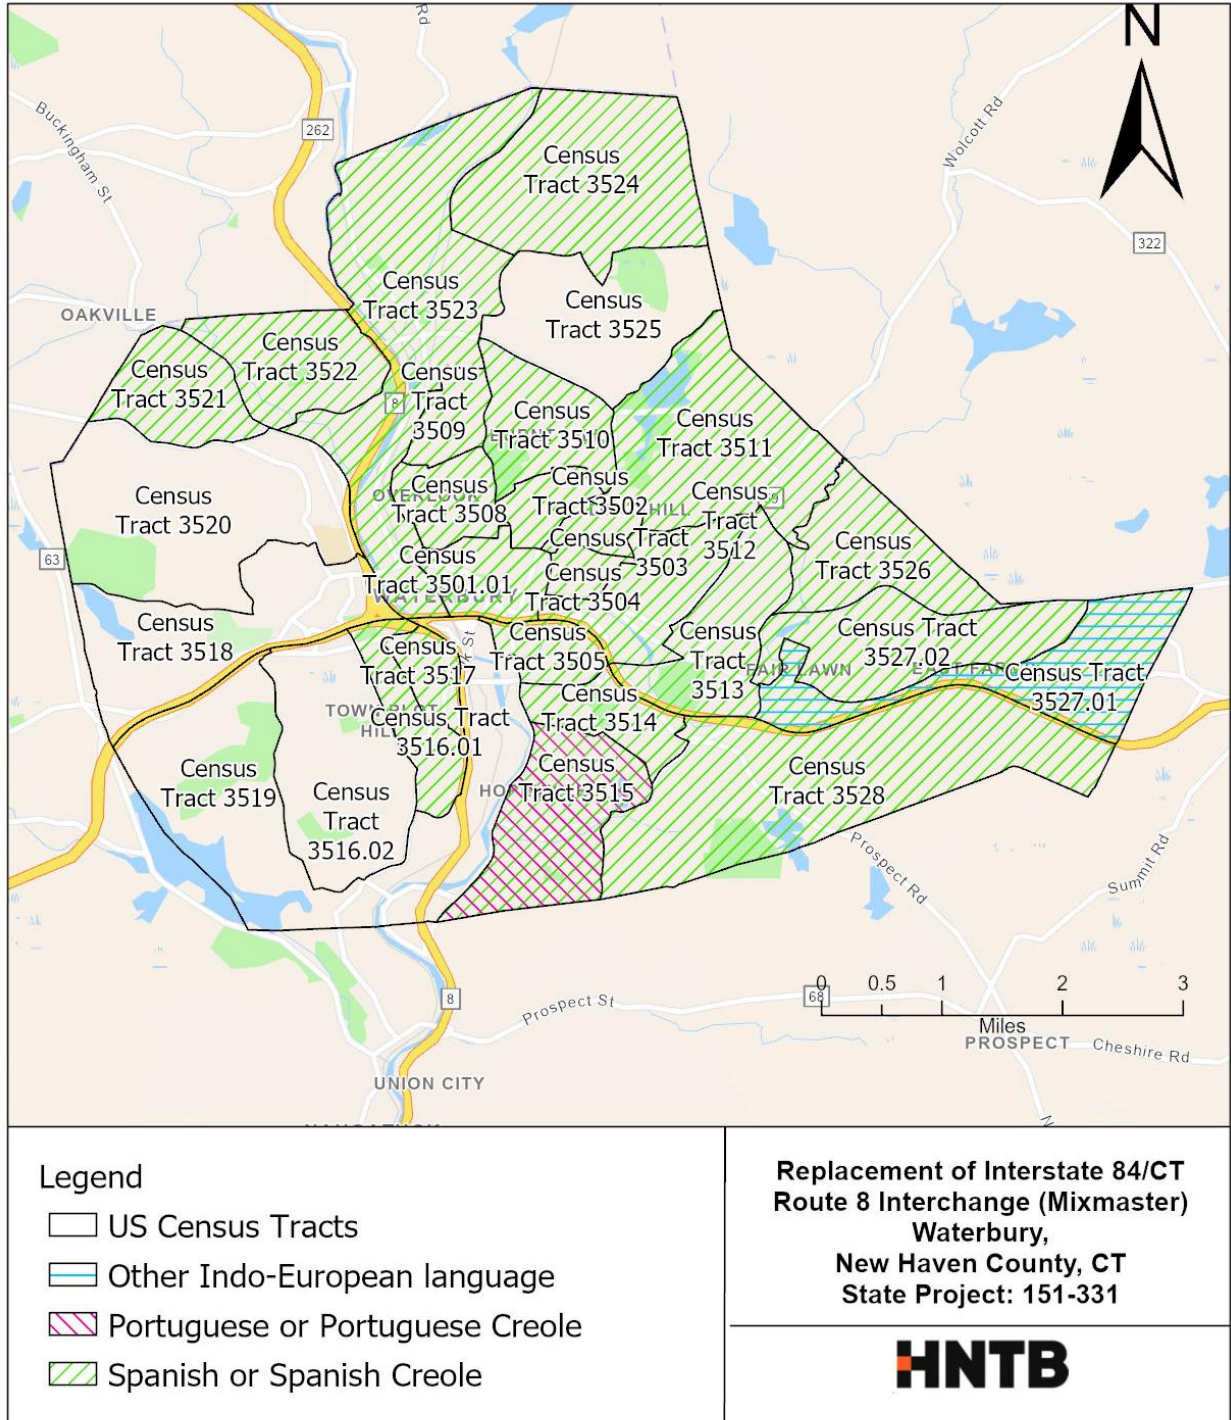 N
Rd
Buckingham St
262
Wolcott Rd
322
OAKVILLE
Census
Tract 3524
Census
Tract 3523
Census
Tract 3525
Census
Tract 3522
Census
Tract 3521
Census
Tract
3509
8
Census
Tract 3510
Census
Tract 3511
Census
Tract 3520
OVERLOOK
Census
Tract 3508
Census
Tract 3502
HILL
Census
Tract
3512
63
Census
Tract 3503
Census
Tract 3501.01
Census
Tract 3504
WATERBURY
Census
Tract 3526
Census
Tract 3518
Census
Tract 3517
St
Census
Tract 3505
Census
Tract
3513
Census Tract
3527.02
FAIR LAWN
Census Tract
3527.01
TOWN PLOT
HILL
Census Tract
3516.01
Census
Tract 3514
Census
Tract 3519
Census
Tract
3516.02
Census
Tract 3515
Census
Tract 3528
Prospect Rd
Summit Rd
8
Prospect St
68
0 0.5 1 2 3
Miles
PROSPECT
Cheshire Rd
UNION CITY
Legend
US Census Tracts
Other Indo-European language
Portuguese or Portuguese Creole
Spanish or Spanish Creole
Replacement of Interstate 84/CT
Route 8 Interchange (Mixmaster)
Waterbury,
New Haven County, CT
State Project: 151-331
HNTB